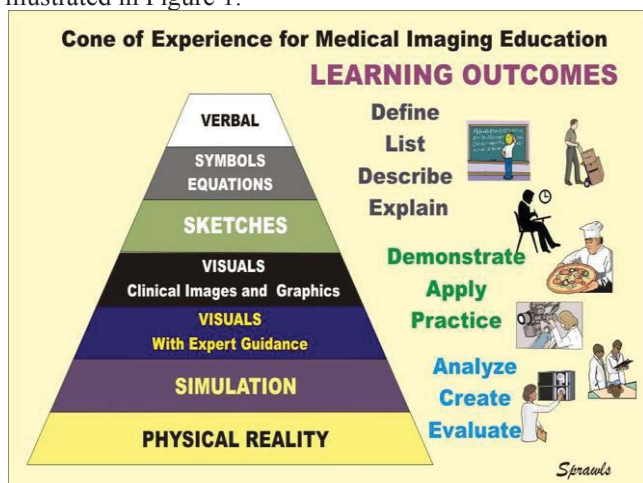 illustrated in Figure 1.
Cone of Experience for Medical Imaging Education
LEARNING OUTCOMES
VERBAL
SYMBOLS
EQUATIONS
SKETCHES
VISUALS
Clinical Images and Graphics
VISUALS
With Expert Guidance
SIMULATION
PHYSICAL REALITY
Define
List
Describe
Explain
Demonstrate
Apply
Practice
Analyze
Create
Evaluate
Sprawls